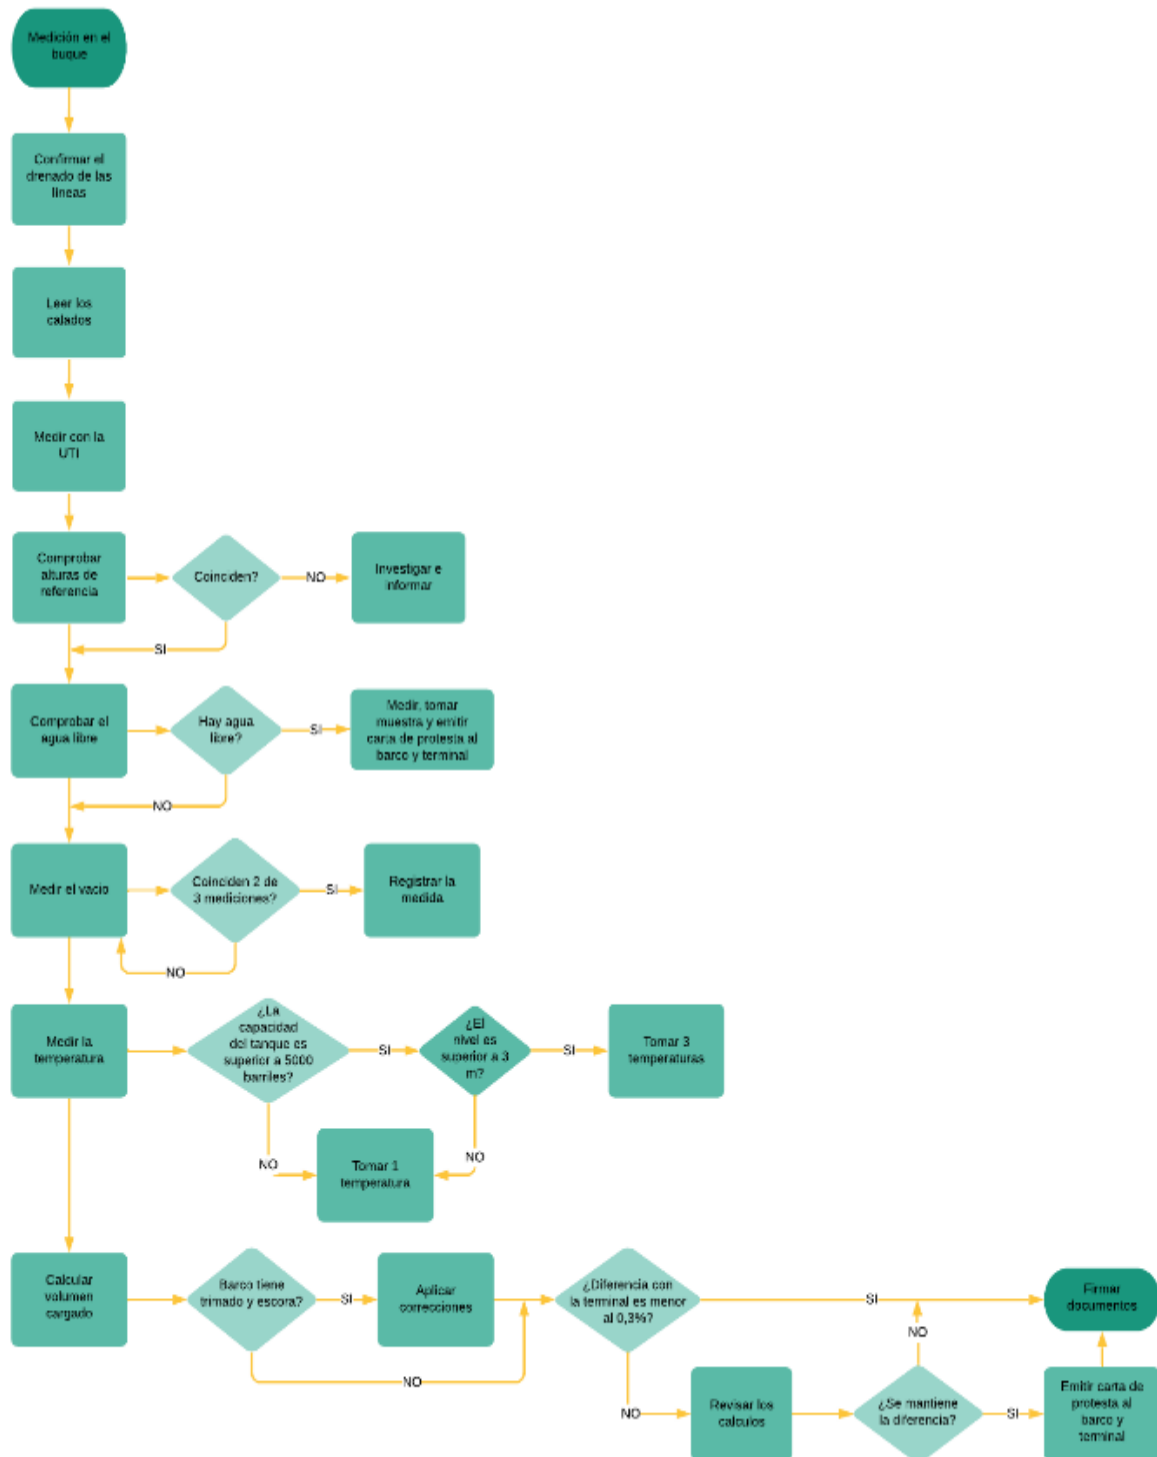 Medición en el
buque
Confirmar el
drenado de las
lineas
Leer los
calados
Medir con la
UTI
Comprobar
alturas de
referencia
Coinciden?
NO
Investigar e
informar
SI
Comprobar el
agua libre
Hay agua
libre?
SI
Medir, tomar
muestra y emitir
carta de protesta al
barco y terminal
NO
Medir el vacio
Coinciden 2 de
3 mediciones?
SI
Registrar la
medida
NO
Medir la
temperatura
¿La
capacidad
del tanque es
superior a 5000
barriles?
SI
¿El
nivel es
superior a 3
m?
SI
Tomar 3
temperaturas
NO
Tomar 1
temperatura
NO
Calcular
volumen
cargado
Barco tiene
trimado y escora?
SI
Aplicar
correcciones
NO
¿Diferencia con
la terminal es menor
al 0,3%?
SI
Firmar
documentos
NO
Revisar los
calculos
¿Se mantiene
la diferencia?
NO
SI
Emitir carta de
protesta al
barco y
terminal